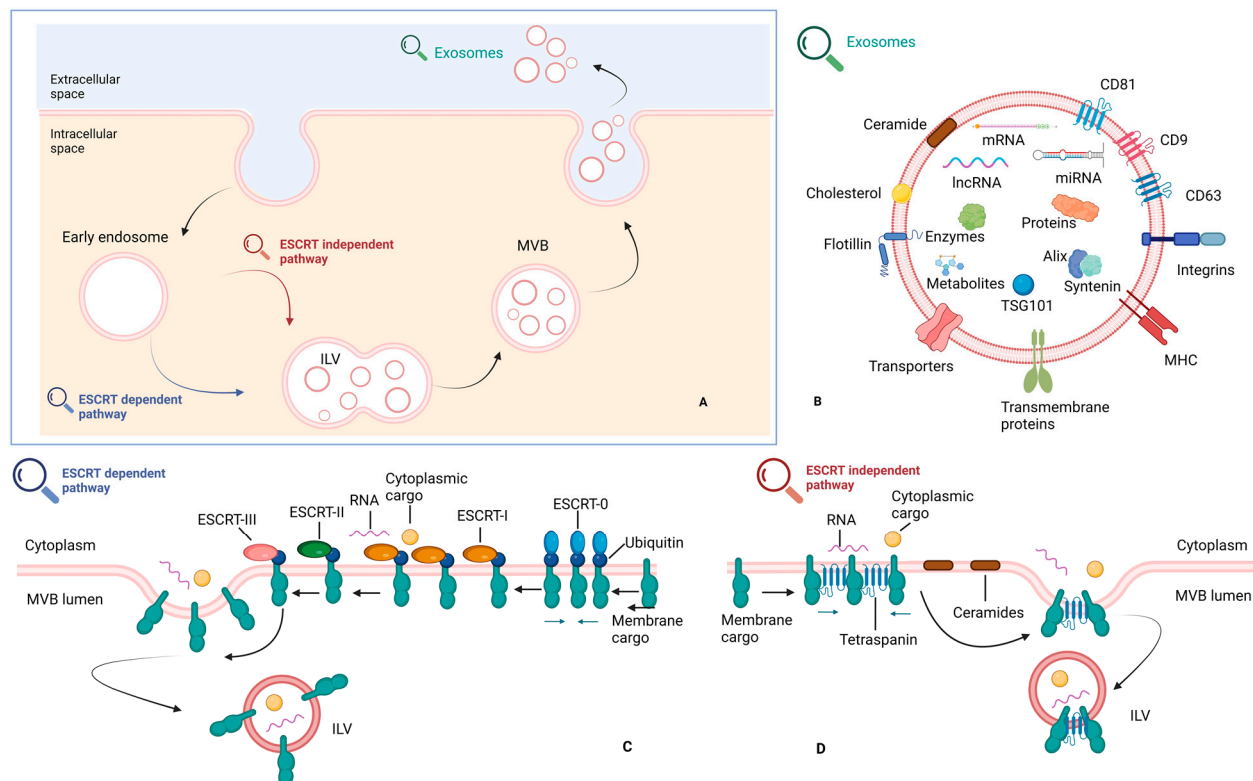 Exosomes
Extracellular
space
Intracellular
space
Early endosome
ESCRT independent
pathway
MVB
ILV
ESCRT dependent
pathway
A
Exosomes
CD81
Ceramide
mRNA
CD9
lncRNA
miRNA
Cholesterol
CD63
Proteins
Flotillin
Enzymes
Alix
Integrins
Metabolites
Syntenin
TSG101
MHC
Transporters
Transmembrane
proteins
B
ESCRT dependent
pathway
Cytoplasmic
cargo
RNA
ESCRT-III
ESCRT-II
ESCRT-I
ESCRT-0
Ubiquitin
Cytoplasm
MVB lumen
Membrane
cargo
ILV
C
ESCRT independent
pathway
Cytoplasmic
cargo
RNA
Cytoplasm
MVB lumen
Membrane
cargo
Ceramides
Tetraspanin
ILV
D